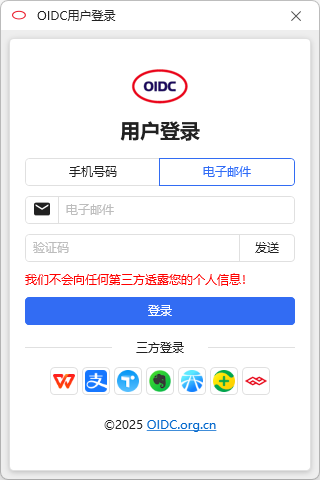 OIDC用户登录
OIDC
用户登录
手机号码 电子邮件
电子邮件
验证码 发送
我们不会向任何第三方透露您的个人信息!
登录
三方登录
©2025 OIDC.org.cn